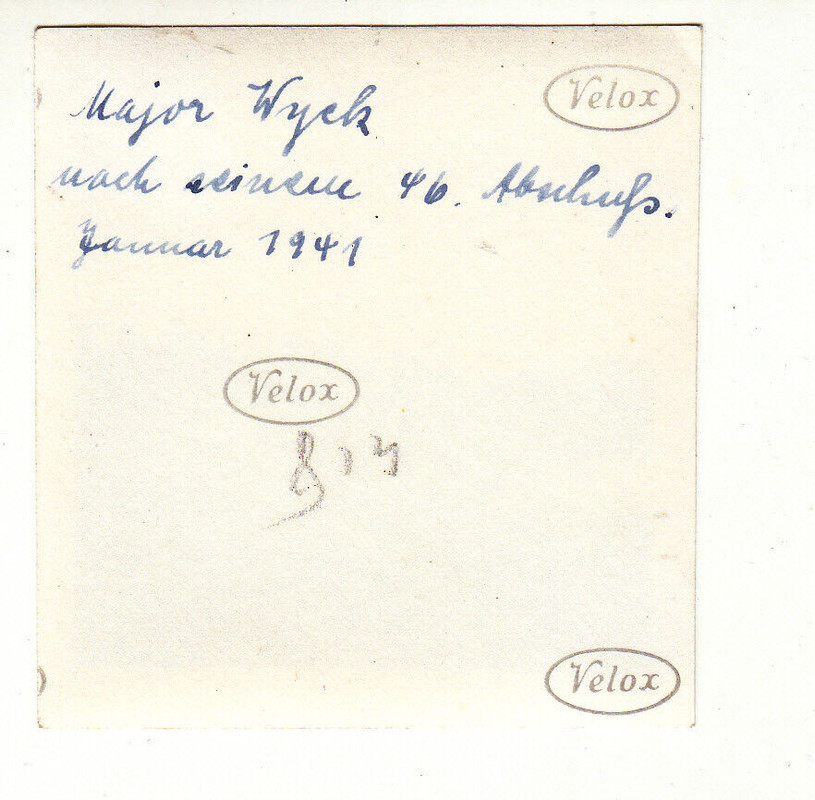 Major Wyck
Velox
nach seinem 46. Abschuß.
Januar 1941
Velox
Velox